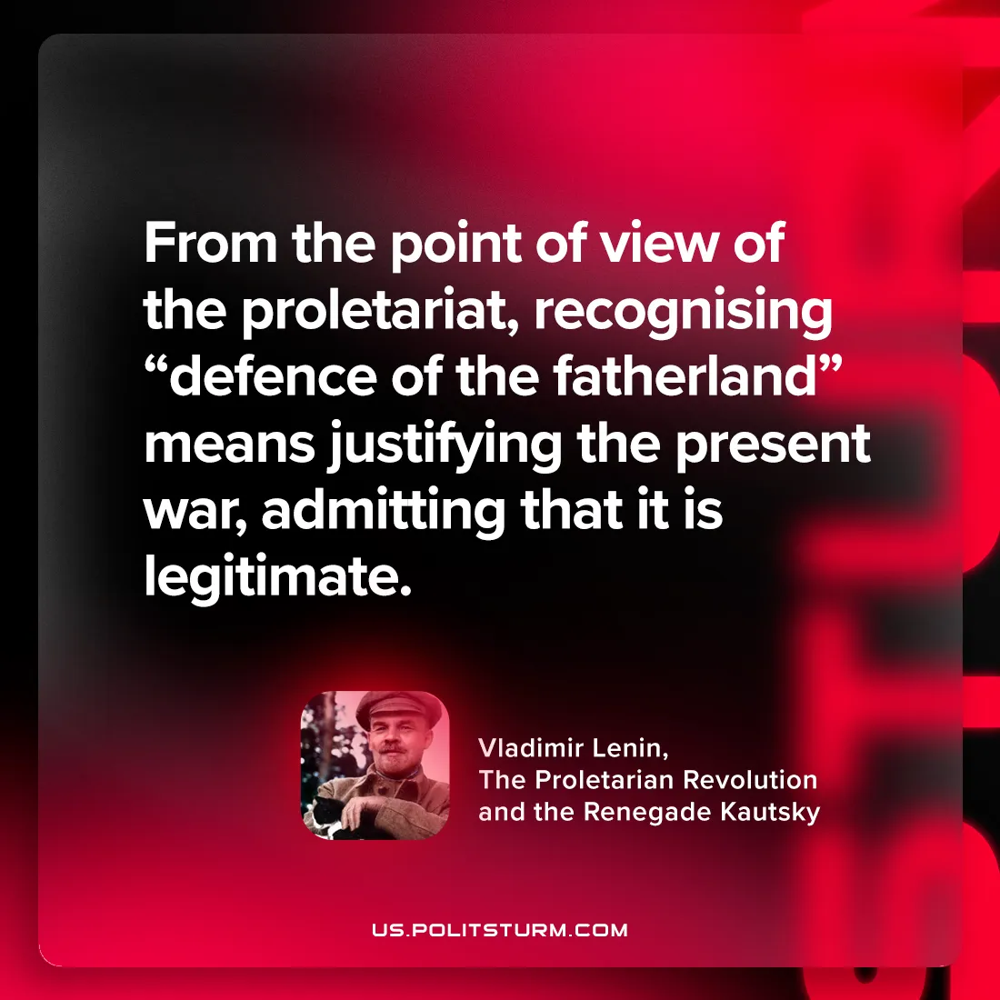 From the point of view of
the proletariat, recognising
“defence of the fatherland”
means justifying the present
war, admitting that it is
legitimate.
Vladimir Lenin,
The Proletarian Revolution
and the Renegade Kautsky
US.POLITSTURM.COM